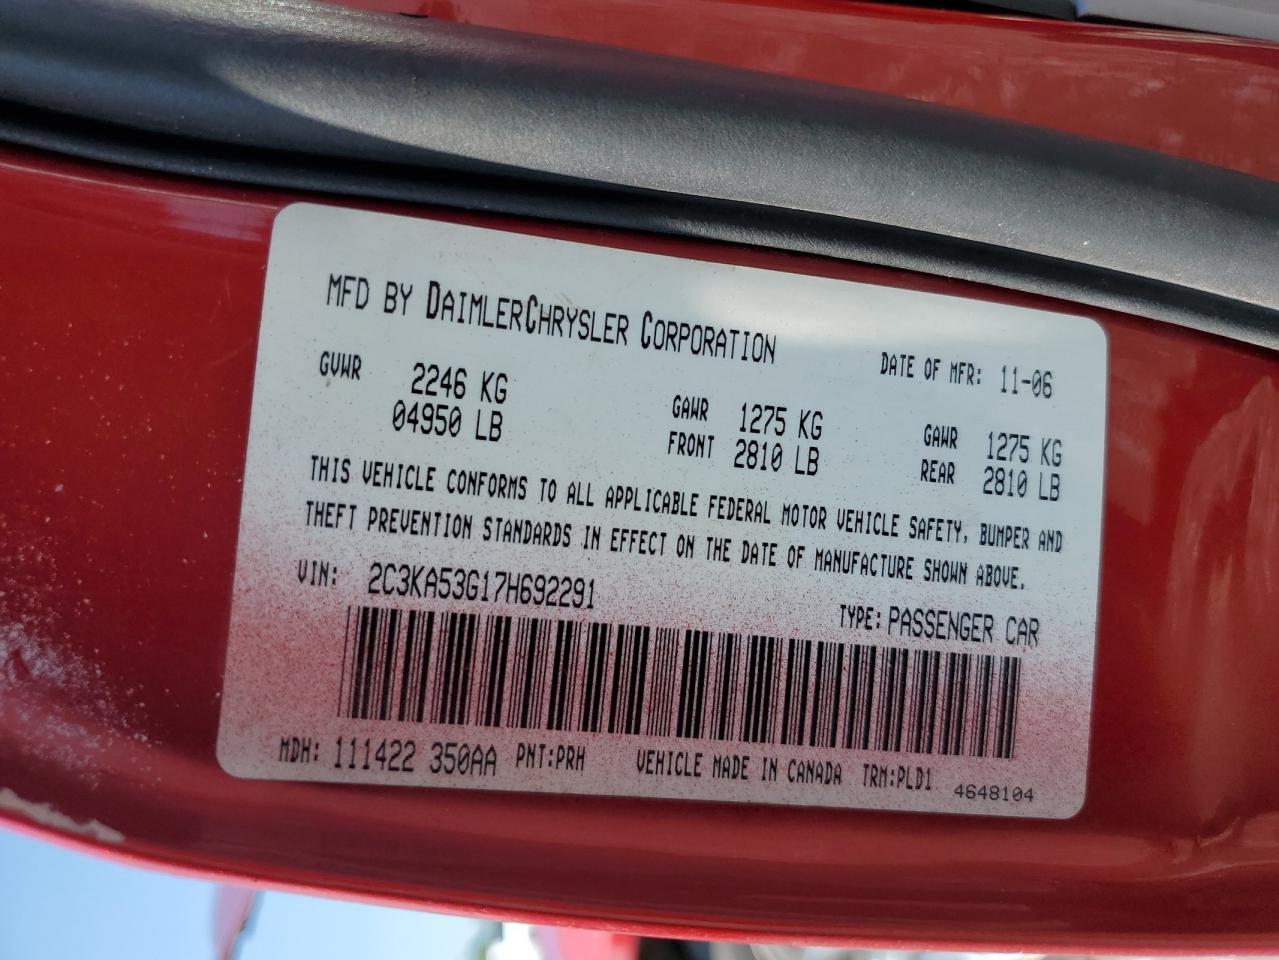 MFD BY DAIMLERCHRYSLER CORPORATION
DATE OF MFR: 11-06
GVWR 2246 KG
04950 LB
GAWR 1275 KG
FRONT 2810 LB
GAWR 1275 KG
REAR 2810 LB
THIS VEHICLE CONFORMS TO ALL APPLICABLE FEDERAL MOTOR VEHICLE SAFETY, BUMPER AND
THEFT PREVENTION STANDARDS IN EFFECT ON THE DATE OF MANUFACTURE SHOWN ABOVE.
VIN: 2C3KA53G17H692291
TYPE: PASSENGER CAR
MDH: 111422 350AA PNT:PRH VEHICLE MADE IN CANADA TRM:PLD1 4648104